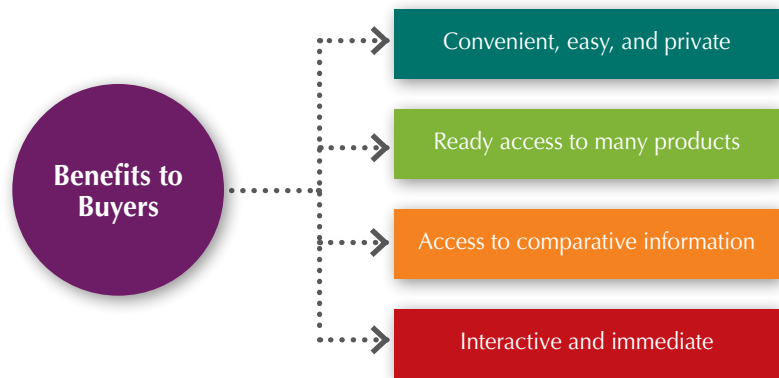 Benefits to
Buyers
Convenient, easy, and private
Ready access to many products
Access to comparative information
Interactive and immediate